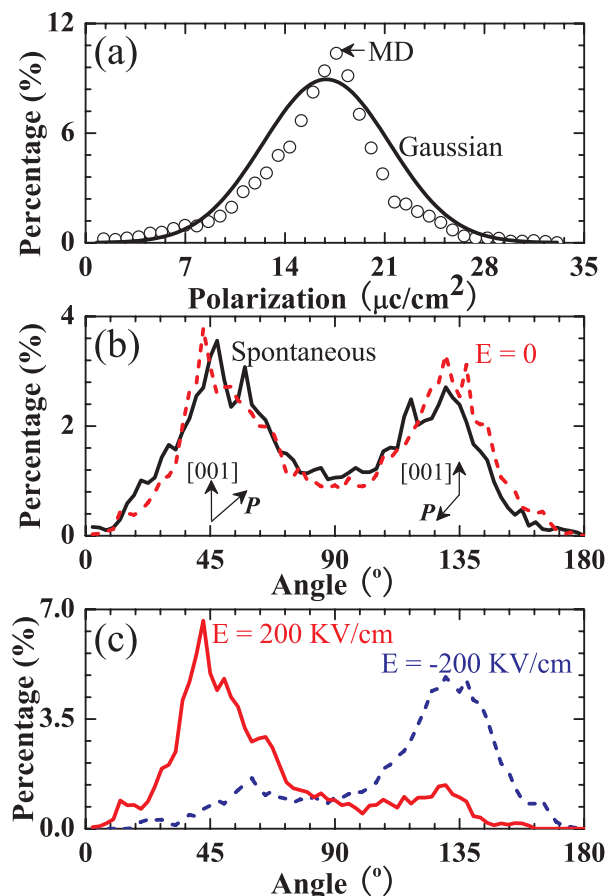 (a)
12
6
0
Percentage (%)
MD
Gaussian
0 7 14 21 28 35
Polarization (μc/cm²)
(b)
4
2
0
Percentage (%)
Spontaneous
E = 0
[001]
P
[001]
P
0 45 90 135 180
Angle (º)
(c)
7.0
3.5
0.0
Percentage (%)
E = 200 KV/cm
E = -200 KV/cm
0 45 90 135 180
Angle (º)